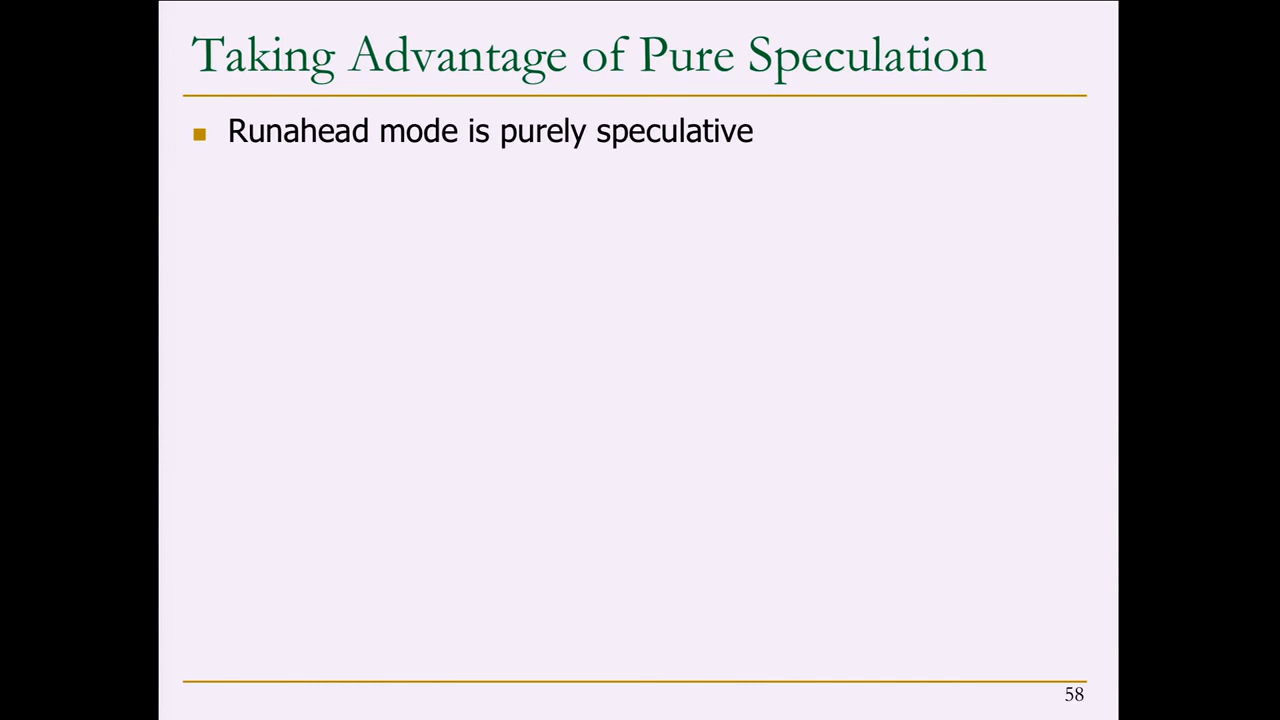 Taking Advantage of Pure Speculation
Runahead mode is purely speculative
58